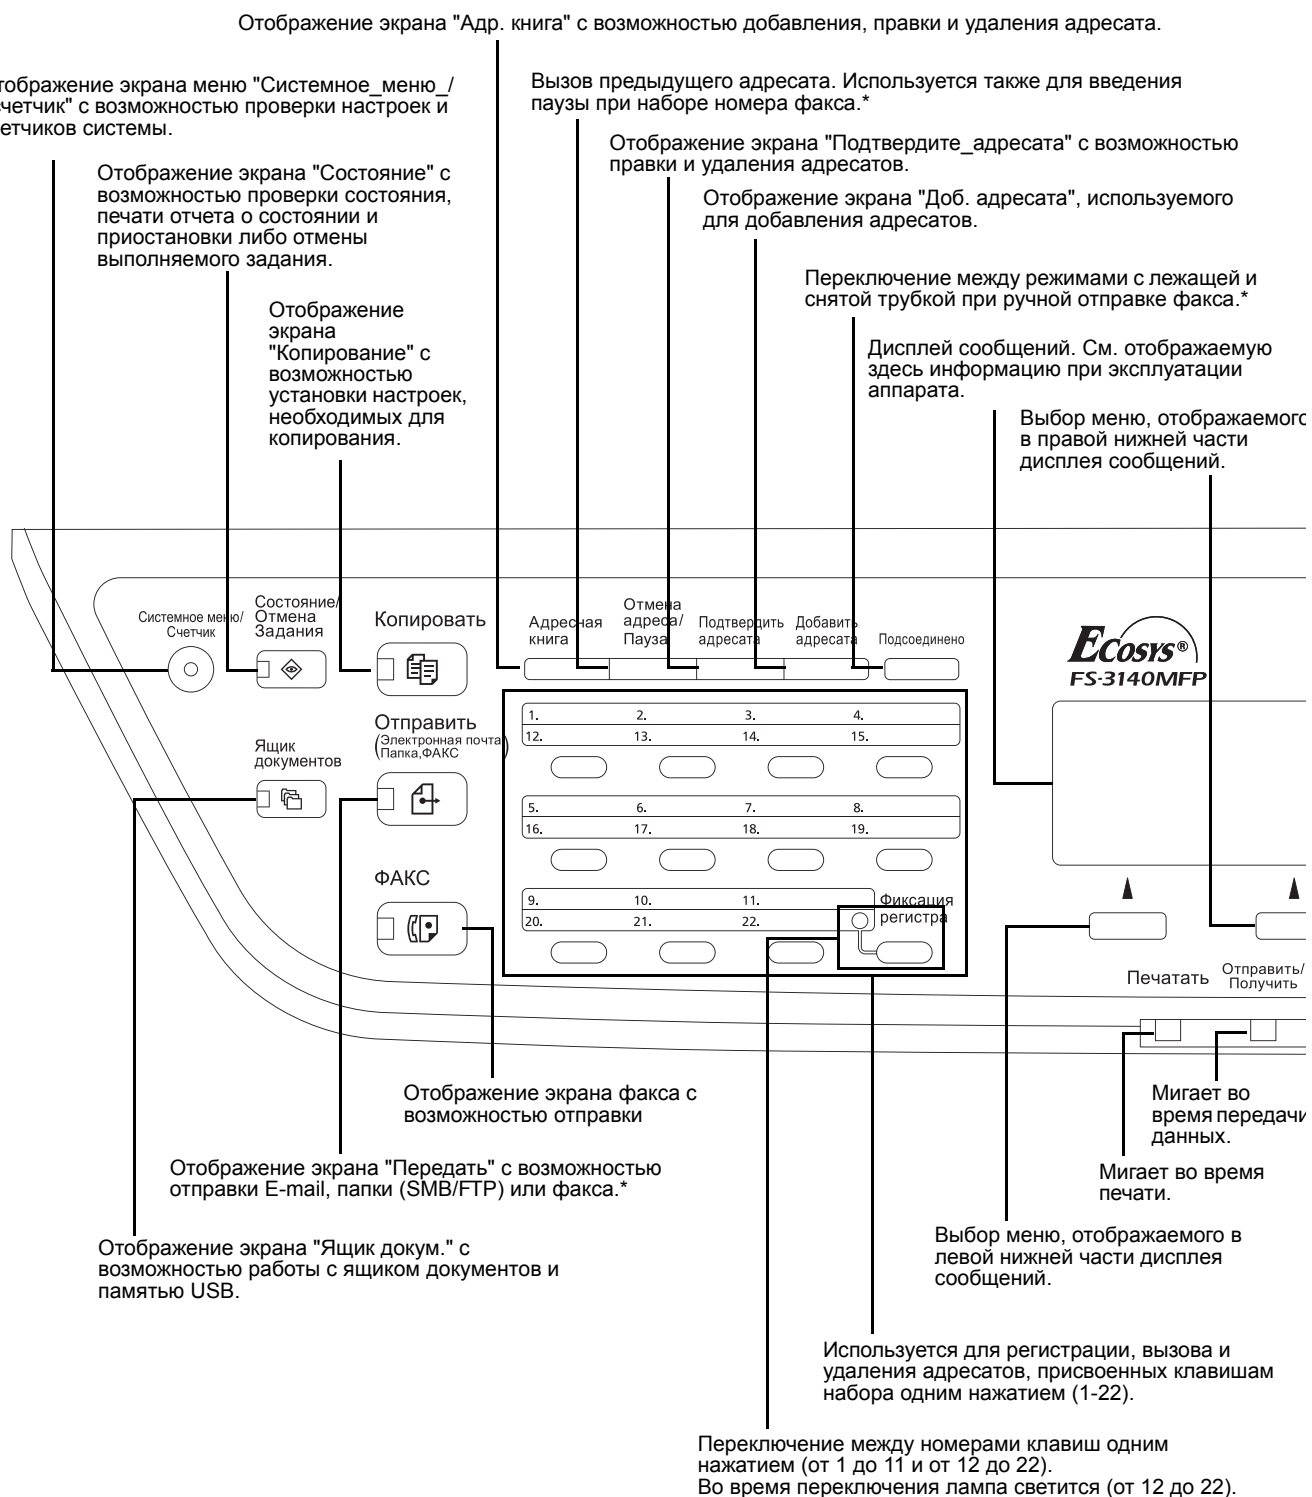 Отображение экрана "Адр. книга" с возможностью добавления, правки и удаления адресата.
тображение экрана меню "Системное_меню_/
счетчик" с возможностью проверки настроек и
четчиков системы.
Вызов предыдущего адресата. Используется также для введения
паузы при наборе номера факса.*
Отображение экрана "Подтвердите_адресата" с возможностью
правки и удаления адресатов.
Отображение экрана "Состояние" с
возможностью проверки состояния,
печати отчета о состоянии и
приостановки либо отмены
выполняемого задания.
Отображение экрана "Доб. адресата", используемого
для добавления адресатов.
Переключение между режимами с лежащей и
снятой трубкой при ручной отправке факса.*
Отображение
экрана
"Копирование" с
возможностью
установки настроек,
необходимых для
копирования.
Дисплей сообщений. См. отображаемую
здесь информацию при эксплуатации
аппарата.
Выбор меню, отображаемого
в правой нижней части
дисплея сообщений.
Системное меню/
Счетчик
Состояние/
Отмена
Задания
Копировать
Адресная
книга
Отмена
адреса/
Пауза
Подтвердить
адресата
Добавить
адресата
Подсоединено
Ecosys®
FS-3140MFP
Отправить
(Электронная почта
Папка,ФАКС)
Ящик
документов
ФАКС
1. 2. 3. 4.
12. 13. 14. 15.
5. 6. 7. 8.
16. 17. 18. 19.
9. 10. 11.
20. 21. 22.
Фиксация
регистра
Печатать
Отправить/
Получить
Отображение экрана факса с
возможностью отправки
Мигает во
время передачи
данных.
Отображение экрана "Передать" с возможностью
отправки E-mail, папки (SMB/FTP) или факса.*
Мигает во время
печати.
Отображение экрана "Ящик докум." с
возможностью работы с ящиком документов и
памятью USB.
Выбор меню, отображаемого в
левой нижней части дисплея
сообщений.
Используется для регистрации, вызова и
удаления адресатов, присвоенных клавишам
набора одним нажатием (1-22).
Переключение между номерами клавиш одним
нажатием (от 1 до 11 и от 12 до 22).
Во время переключения лампа светится (от 12 до 22).